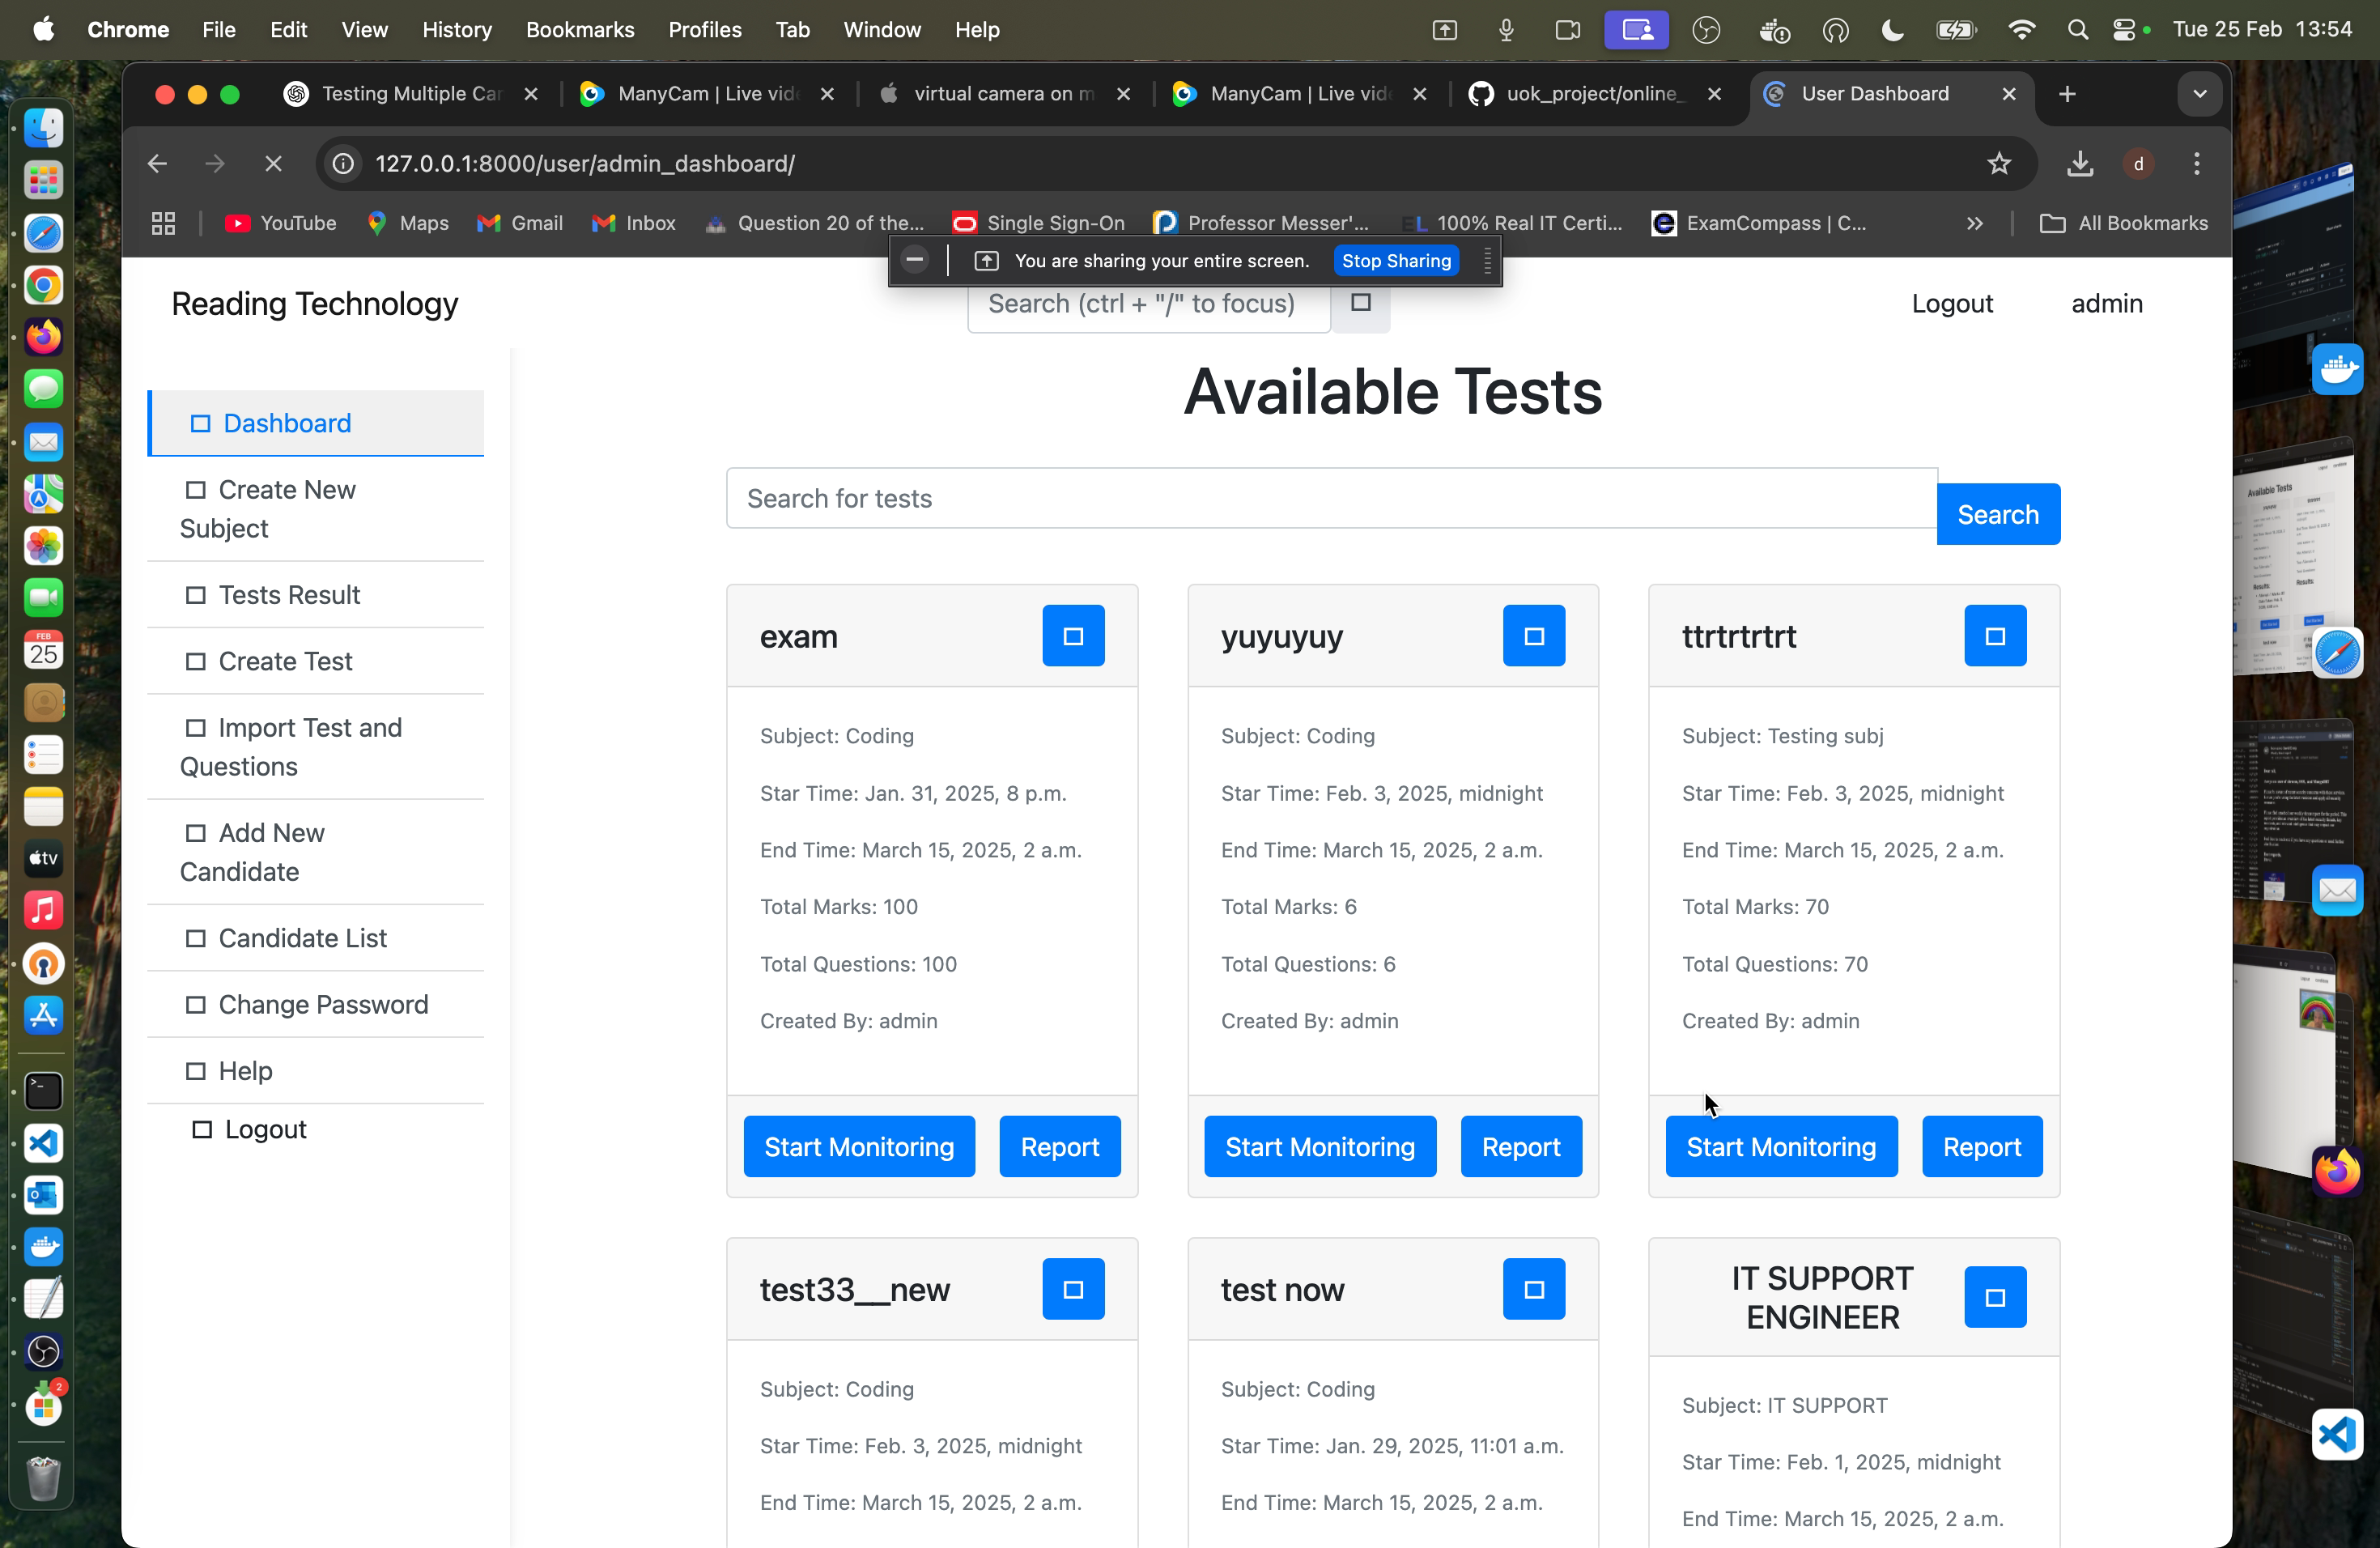 Chrome File Edit View History Bookmarks Profiles Tab Window Help
Tue 25 Feb 13:54
Testing Multiple Car
ManyCam | Live vide
virtual camera on m
ManyCam | Live vide
uok_project/online_
User Dashboard
127.0.0.1:8000/user/admin_dashboard/
d
YouTube Maps Gmail Inbox Question 20 of the... Single Sign-On Professor Messer'... EL 100% Real IT Certi... ExamCompass | C... » All Bookmarks
You are sharing your entire screen. Stop Sharing
Reading Technology
Search (ctrl + "/" to focus)
Logout admin
Dashboard
Create New
Subject
Tests Result
Create Test
Import Test and
Questions
Add New
Candidate
Candidate List
Change Password
Help
Logout
Available Tests
Search for tests
Search
exam
Subject: Coding
Star Time: Jan. 31, 2025, 8 p.m.
End Time: March 15, 2025, 2 a.m.
Total Marks: 100
Total Questions: 100
Created By: admin
Start Monitoring Report
yuyuyuy
Subject: Coding
Star Time: Feb. 3, 2025, midnight
End Time: March 15, 2025, 2 a.m.
Total Marks: 6
Total Questions: 6
Created By: admin
Start Monitoring Report
ttrtrtrtrt
Subject: Testing subj
Star Time: Feb. 3, 2025, midnight
End Time: March 15, 2025, 2 a.m.
Total Marks: 70
Total Questions: 70
Created By: admin
Start Monitoring Report
test33__new
Subject: Coding
Star Time: Feb. 3, 2025, midnight
End Time: March 15, 2025, 2 a.m.
test now
Subject: Coding
Star Time: Jan. 29, 2025, 11:01 a.m.
End Time: March 15, 2025, 2 a.m.
IT SUPPORT
ENGINEER
Subject: IT SUPPORT
Star Time: Feb. 1, 2025, midnight
End Time: March 15, 2025, 2 a.m.
FEB
25
tv
2
Available Tests